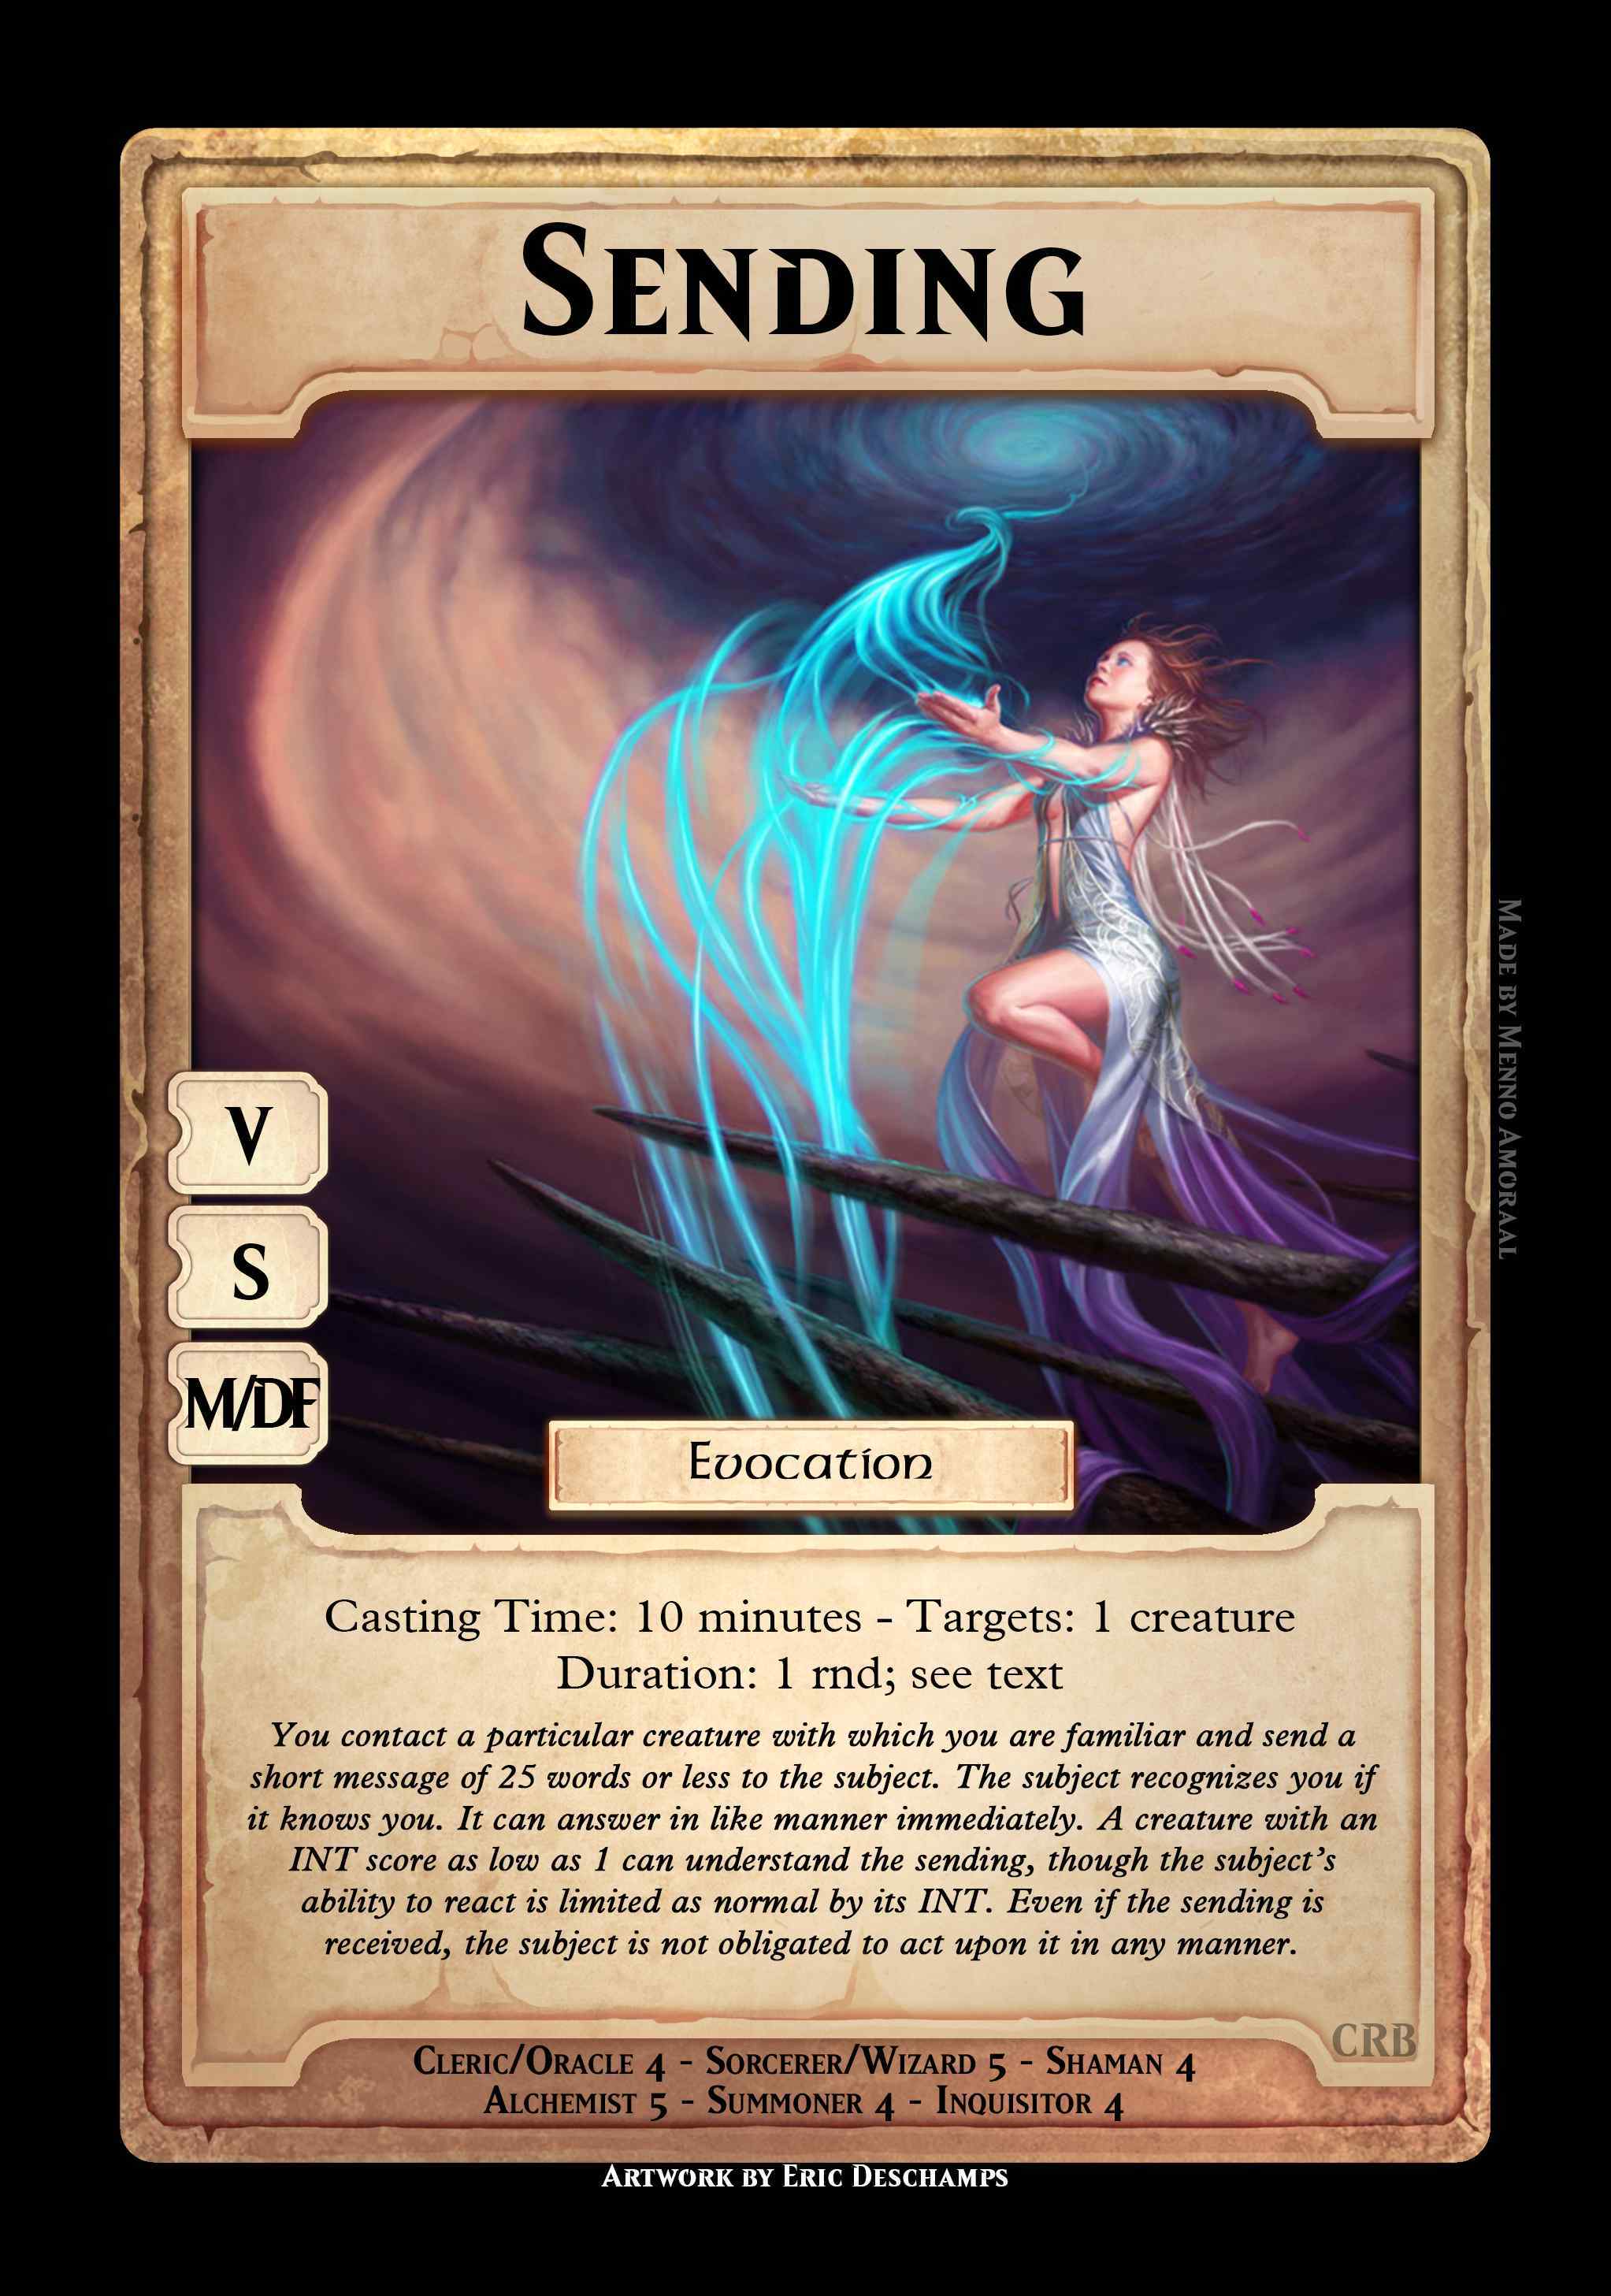 Sending
V
S
M/DF
Evocation
Casting Time: 10 minutes - Targets: 1 creature
Duration: 1 rnd; see text
You contact a particular creature with which you are familiar and send a
short message of 25 words or less to the subject. The subject recognizes you if
it knows you. It can answer in like manner immediately. A creature with an
INT score as low as 1 can understand the sending, though the subject's
ability to react is limited as normal by its INT. Even if the sending is
received, the subject is not obligated to act upon it in any manner.
CRB
Cleric/Oracle 4 - Sorcerer/Wizard 5 - Shaman 4
Alchemist 5 - Summoner 4 - Inquisitor 4
Artwork by Eric Deschamps
Made by Menno Amoraal